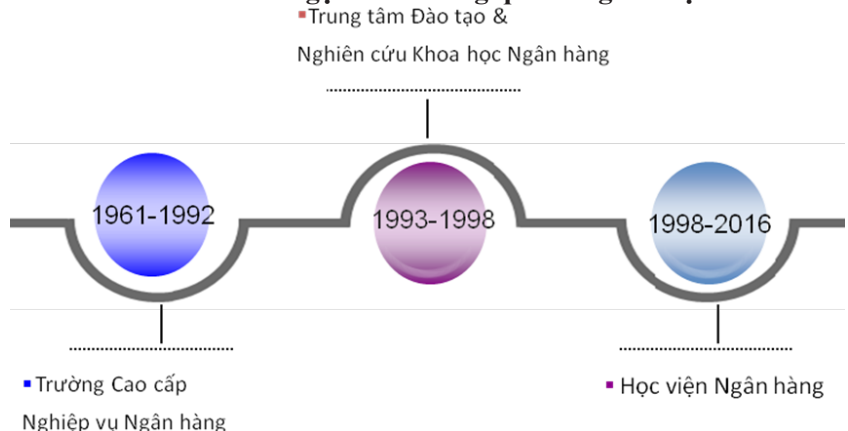 Trung tâm Đào tạo &
Nghiên cứu Khoa học Ngân hàng
1961-1992
1993-1998
1998-2016
Trường Cao cấp
Nghiệp vụ Ngân hàng
Học viện Ngân hàng